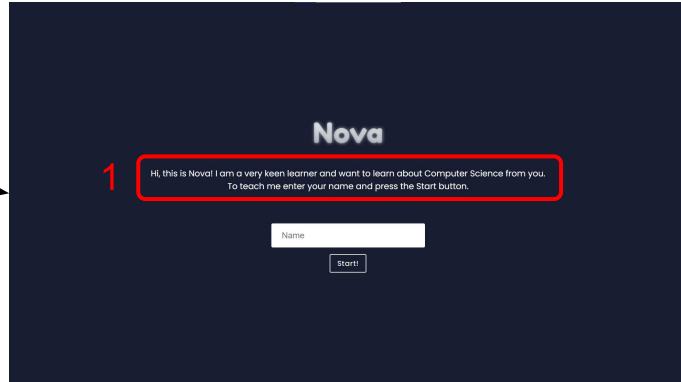 Nova
1
Hi, this is Nova! I am a very keen learner and want to learn about Computer Science from you.
To teach me enter your name and press the Start button.
Name
Start!